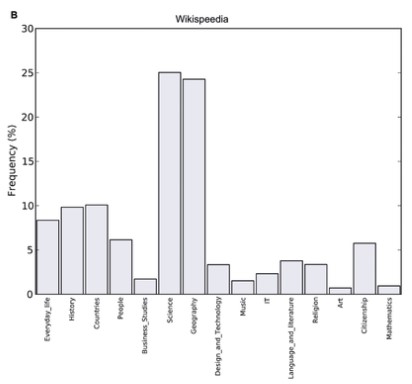 B
Wikispeedia
30
25
20
15
10
5
0
Frequency (%)
Everyday_life
History
Countries
People
Business_Studies
Science
Geography
Design_and_Technology
Music
IT
Language_and_literature
Religion
Art
Citizenship
Mathematics